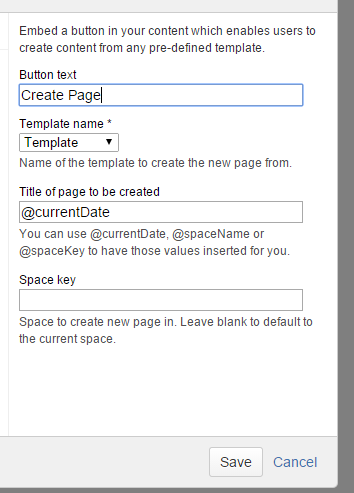 Embed a button in your content which enables users to
create content from any pre-defined template.
Button text
Create Page
Template name *
Template
Name of the template to create the new page from.
Title of page to be created
@currentDate
You can use @currentDate, @spaceName or
@spaceKey to have those values inserted for you.
Space key
Space to create new page in. Leave blank to default to
the current space.
Save Cancel